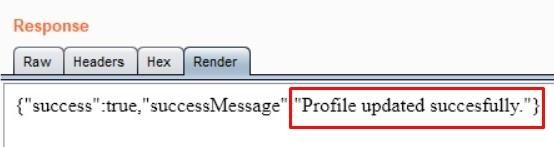 Response
Raw Headers Hex Render
{"success":true,"successMessage" "Profile updated succesfully."}